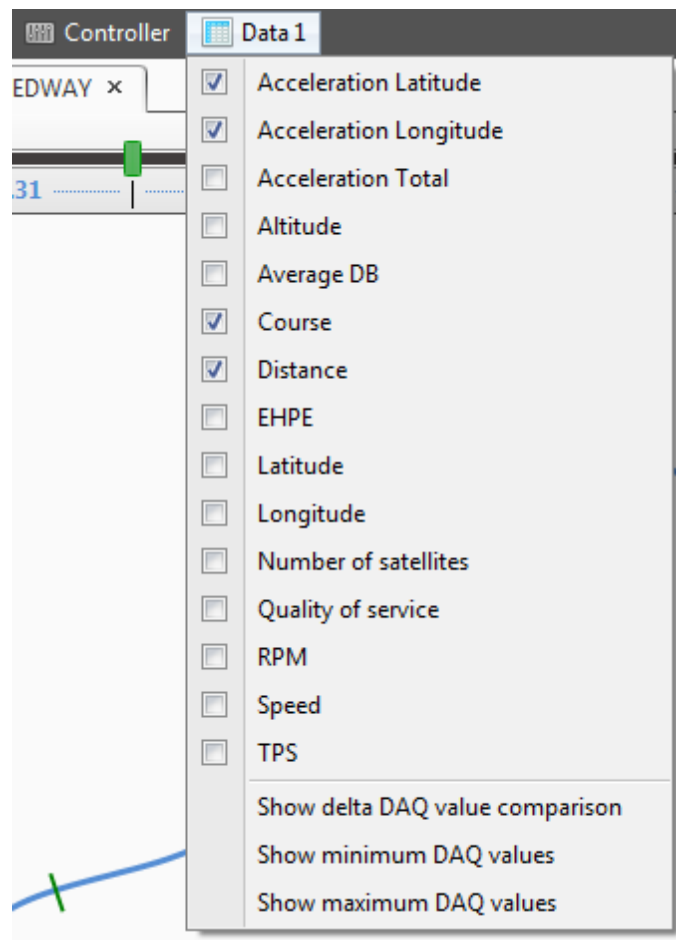 Controller
Data 1
EDWAY ×
.31
Acceleration Latitude
Acceleration Longitude
Acceleration Total
Altitude
Average DB
Course
Distance
EHPE
Latitude
Longitude
Number of satellites
Quality of service
RPM
Speed
TPS
Show delta DAQ value comparison
Show minimum DAQ values
Show maximum DAQ values